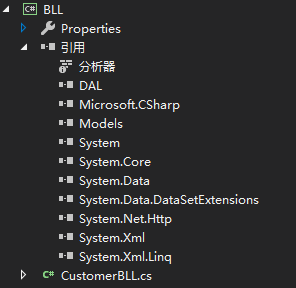 C# BLL
Properties
引用
分析器
DAL
Microsoft.CSharp
Models
System
System.Core
System.Data
System.Data.DataSetExtensions
System.Net.Http
System.Xml
System.Xml.Linq
C# CustomerBLL.cs